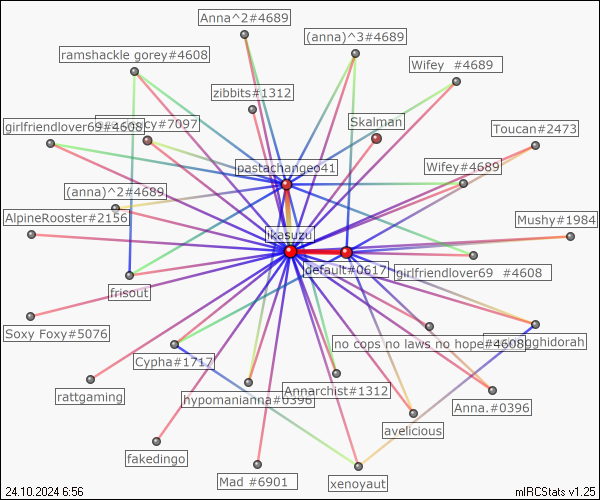 Anna^2#4689
(anna)^3#4689
ramshackle gorey#4608
Wifey  #4689
zibbits#1312
Skalman
girlfriendlover69#4608
cy#7097
Toucan#2473
pastachangeo41
Wifey#4689
(anna)^2#4689
AlpineRooster#2156
Mushy#1984
ikasuzu
default#0617
girlfriendlover69  #4608
frisout
Soxy Foxy#5076
no cops no laws no hope#4608
gghidorah
Cypha#1717
rattgaming
Annarchist#1312
hypomanianna#0396
Anna.#0396
avelicious
fakedingo
Mad #6901
xenoyaut
24.10.2024 6:56
mIRCStats v1.25